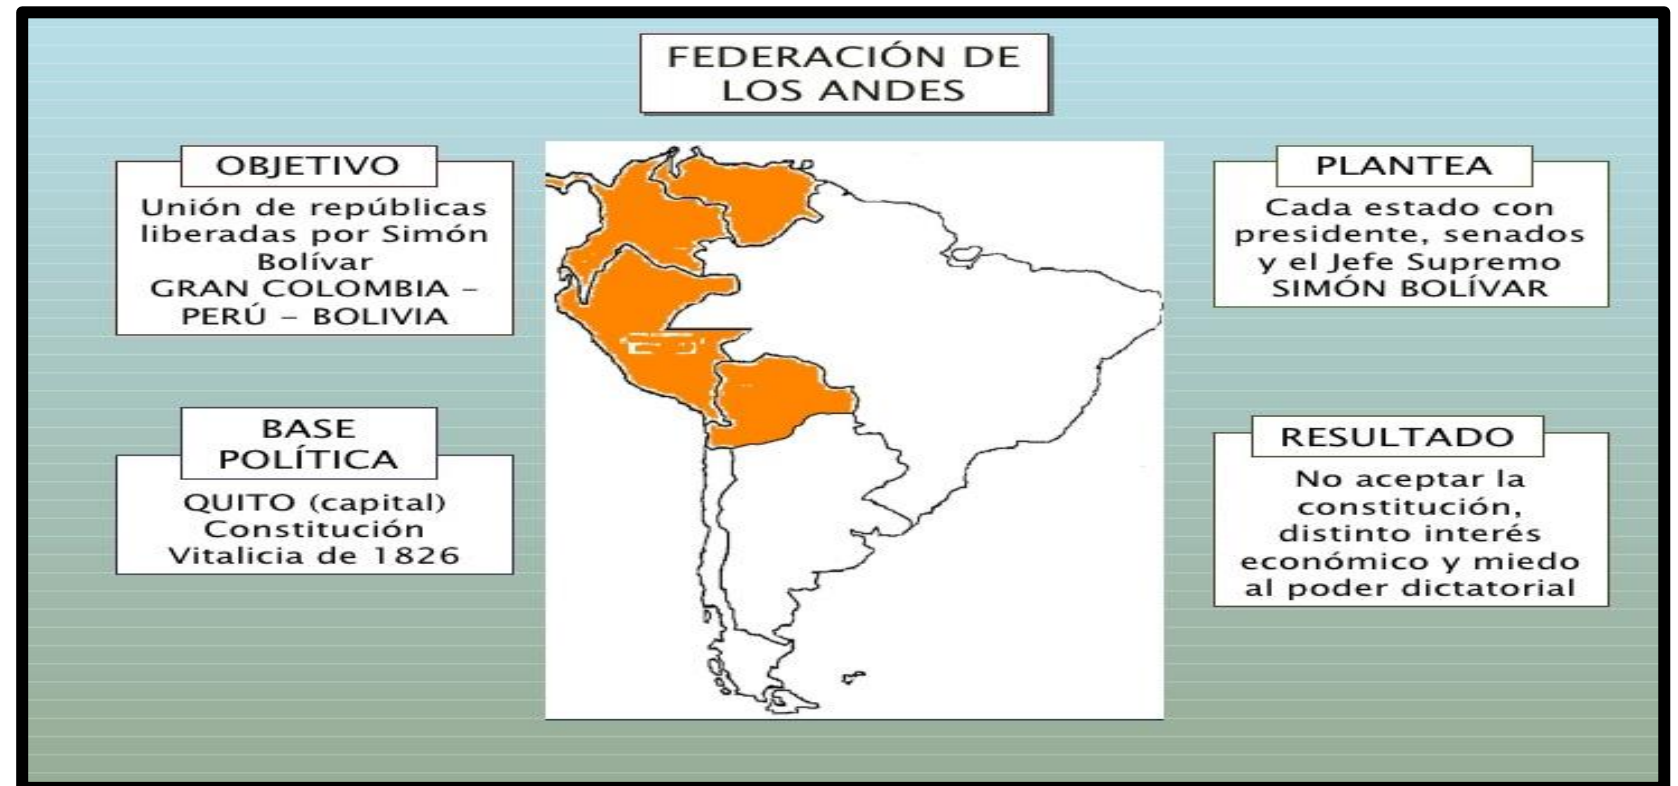 FEDERACIÓN DE
LOS ANDES
OBJETIVO
Unión de repúblicas
liberadas por Simón
Bolívar
GRAN COLOMBIA –
PERÚ – BOLIVIA
BASE
POLÍTICA
QUITO (capital)
Constitución
Vitalicia de 1826
PLANTEA
Cada estado con
presidente, senados
y el Jefe Supremo
SIMÓN BOLÍVAR
RESULTADO
No aceptar la
constitución,
distinto interés
económico y miedo
al poder dictatorial